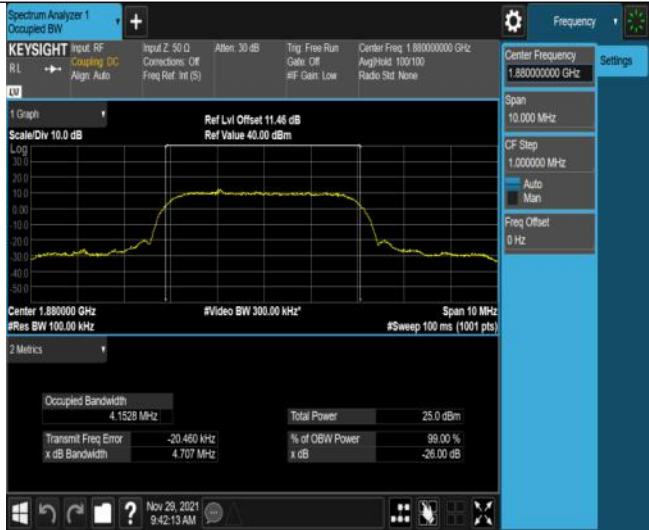 Spectrum Analyzer 1
Occupied BW
Frequency
KEYSIGHT
Input: RF
Input Z: 50 Ω
Atten: 30 dB
Trig: Free Run
Center Freq: 1.880000000 GHz
RL
Coupling: DC
Corrections: Off
Gate: Off
Avg|Hold: 100/100
Align: Auto
Freq Ref: Int (S)
#IF Gain: Low
Radio Std: None
Center Frequency
1.880000000 GHz
Settings
Span
10.000 MHz
CF Step
1.000000 MHz
Auto
Man
Freq Offset
0 Hz
1 Graph
Ref Lvl Offset 11.46 dB
Scale/Div 10.0 dB
Ref Value 40.00 dBm
Log
30.0
20.0
10.0
0.00
-10.0
-20.0
-30.0
-40.0
-50.0
Center 1.880000 GHz
#Video BW 300.00 kHz*
Span 10 MHz
#Res BW 100.00 kHz
#Sweep 100 ms (1001 pts)
2 Metrics
Occupied Bandwidth
4.1528 MHz
Total Power
25.0 dBm
Transmit Freq Error
-20.460 kHz
% of OBW Power
99.00 %
x dB Bandwidth
4.707 MHz
x dB
-26.00 dB
?
Nov 29, 2021
9:42:13 AM